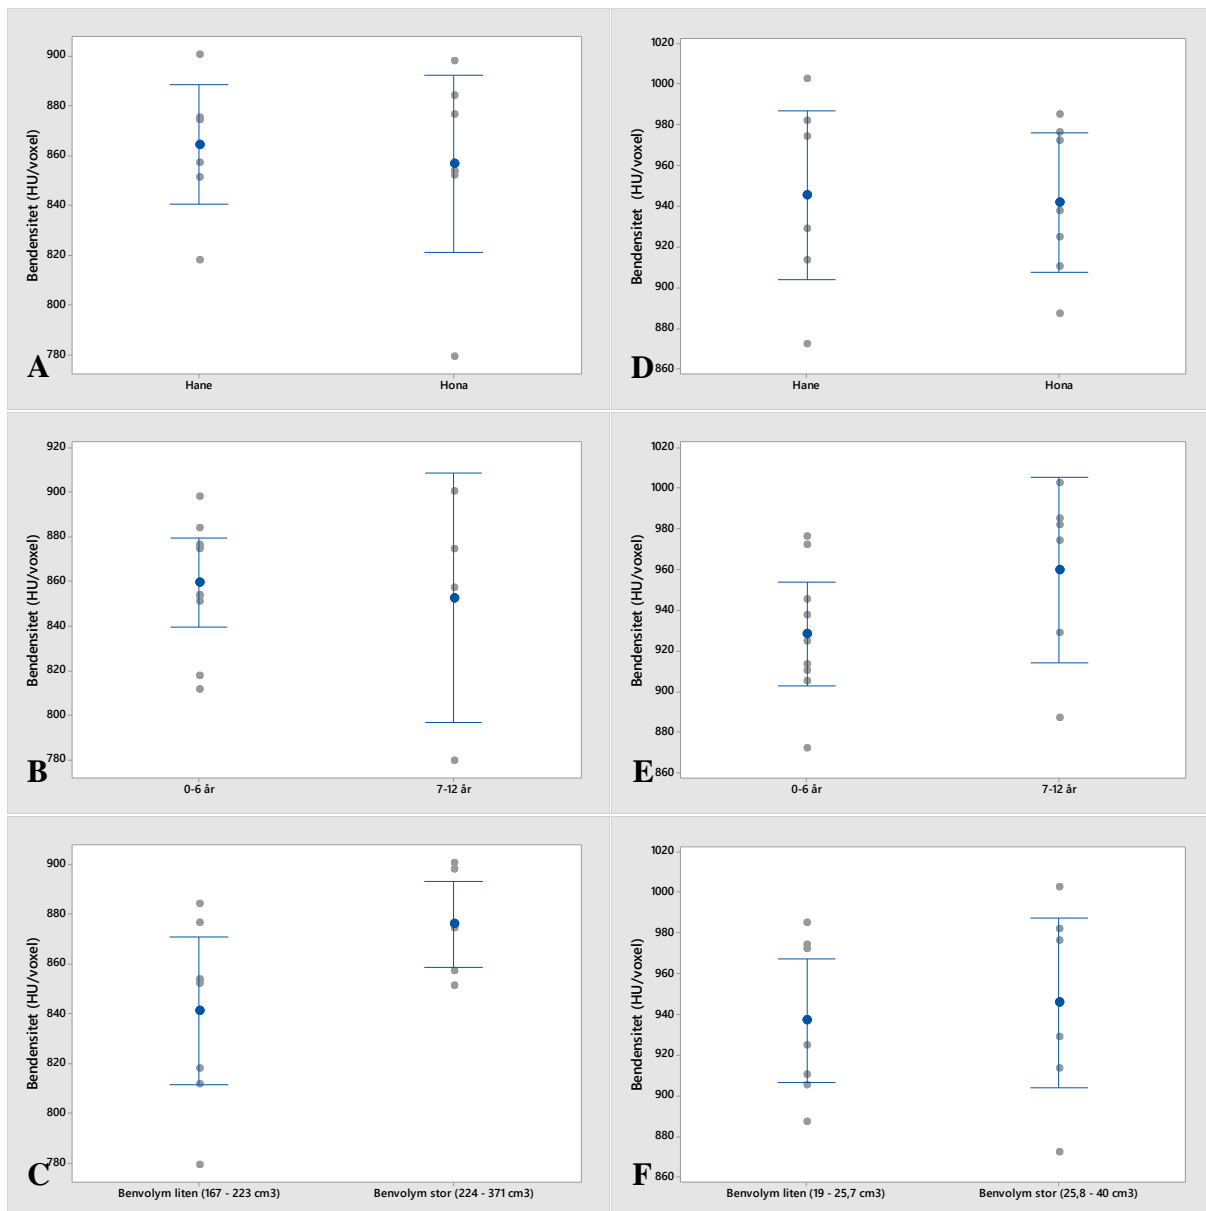 Bendensitet (HU/voxel)
900
880
860
840
820
800
780
A
Hane Hona
Bendensitet (HU/voxel)
1020
1000
980
960
940
920
900
880
860
D
Hane Hona
Bendensitet (HU/voxel)
920
900
880
860
840
820
800
780
B
0-6 år 7-12 år
Bendensitet (HU/voxel)
1020
1000
980
960
940
920
900
880
860
E
0-6 år 7-12 år
Bendensitet (HU/voxel)
900
880
860
840
820
800
780
C
Benvolym liten (167 - 223 cm3) Benvolym stor (224 - 371 cm3)
Bendensitet (HU/voxel)
1020
1000
980
960
940
920
900
880
860
F
Benvolym liten (19 - 25,7 cm3) Benvolym stor (25,8 - 40 cm3)